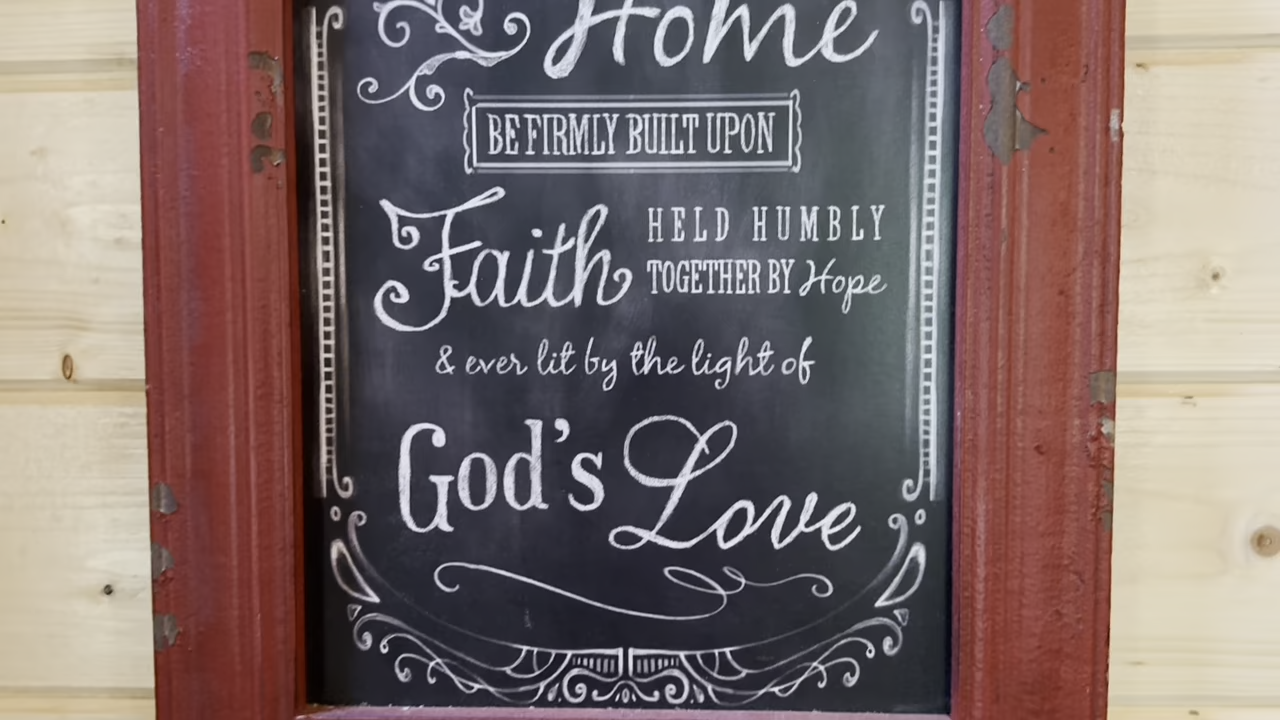 Home
BE FIRMLY BUILT UPON
Faith HELD HUMBLY
TOGETHER BY Hope
& ever lit by the light of
God's Love